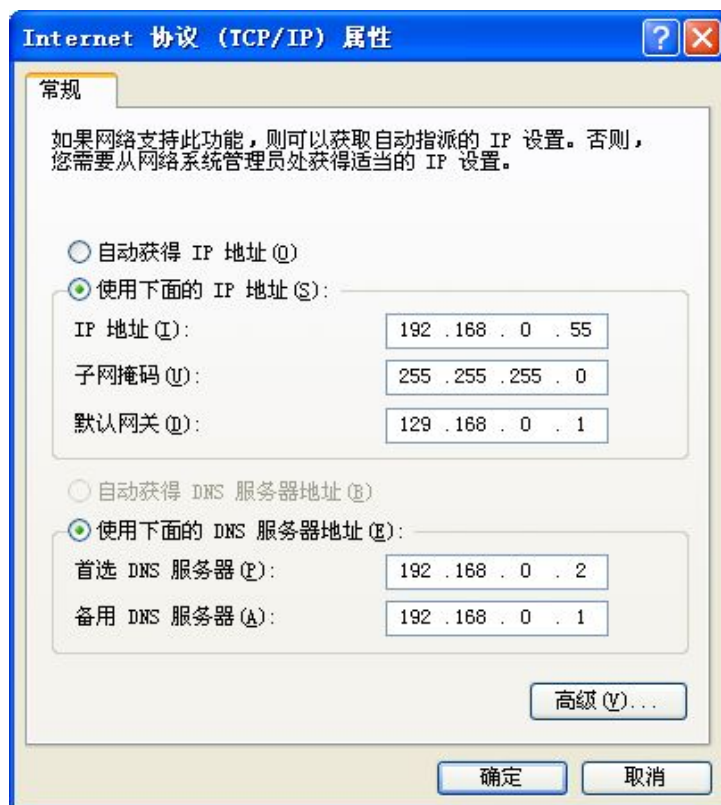 Internet 协议 (TCP/IP) 属性
常规
如果网络支持此功能，则可以获取自动指派的 IP 设置。否则，
您需要从网络系统管理员处获得适当的 IP 设置。
自动获得 IP 地址(O)
使用下面的 IP 地址(S):
IP 地址(I): 192 .168 . 0 . 55
子网掩码(U): 255 .255 .255 . 0
默认网关(D): 129 .168 . 0 . 1
自动获得 DNS 服务器地址(B)
使用下面的 DNS 服务器地址(E):
首选 DNS 服务器(P): 192 .168 . 0 . 2
备用 DNS 服务器(A): 192 .168 . 0 . 1
高级(V)...
确定 取消